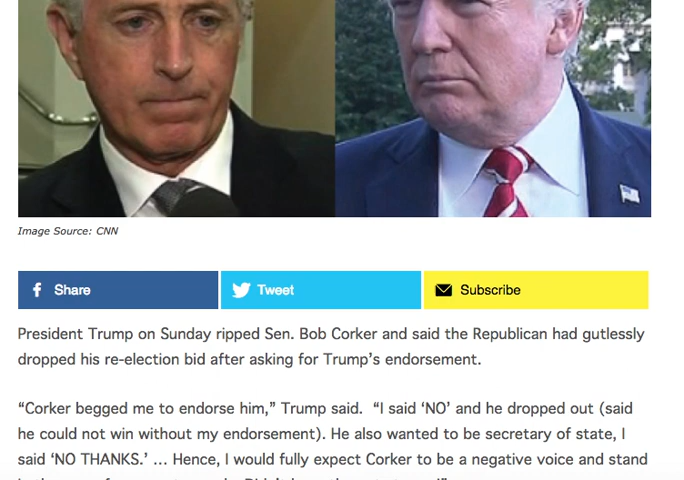 Image Source: CNN
Share
Tweet
Subscribe
President Trump on Sunday ripped Sen. Bob Corker and said the Republican had gutlessly
dropped his re-election bid after asking for Trump’s endorsement.
“Corker begged me to endorse him,” Trump said.  “I said ‘NO’ and he dropped out (said
he could not win without my endorsement). He also wanted to be secretary of state, I
said ‘NO THANKS.’ … Hence, I would fully expect Corker to be a negative voice and stand